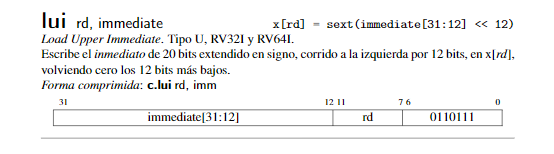 lui rd, immediate x[rd] = sext(immediate[31:12] << 12)
Load Upper Immediate. Tipo U, RV32I y RV64I.
Escribe el inmediato de 20 bits extendido en signo, corrido a la izquierda por 12 bits, en x[rd],
volviendo cero los 12 bits más bajos.
Forma comprimida: c.lui rd, imm
31 12 11 7 6 0
immediate[31:12] rd 0110111